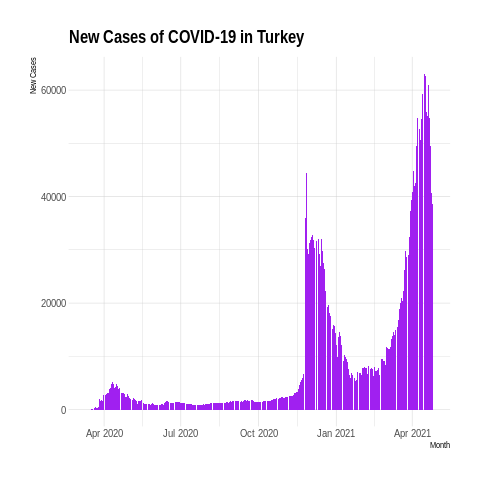 New Cases of COVID-19 in Turkey
New Cases
60000
40000
20000
0
Apr 2020 Jul 2020 Oct 2020 Jan 2021 Apr 2021
Month